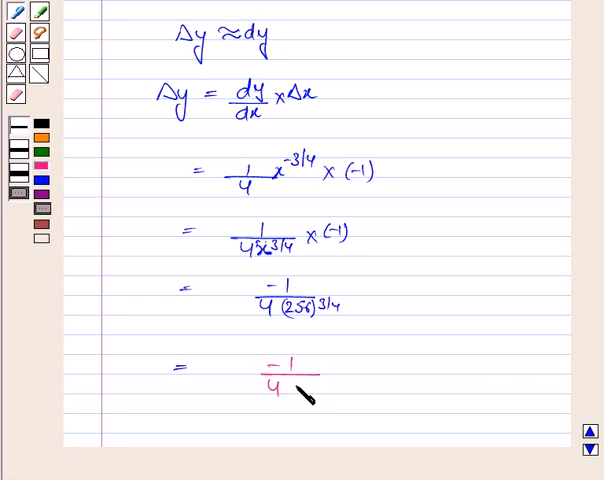 Δy ≈ dy
Δy = dy/dx × Δx
= 1/4 x^-3/4 × (-1)
= 1/4x^3/4 × (-1)
= -1/4(256)^3/4
= -1/4